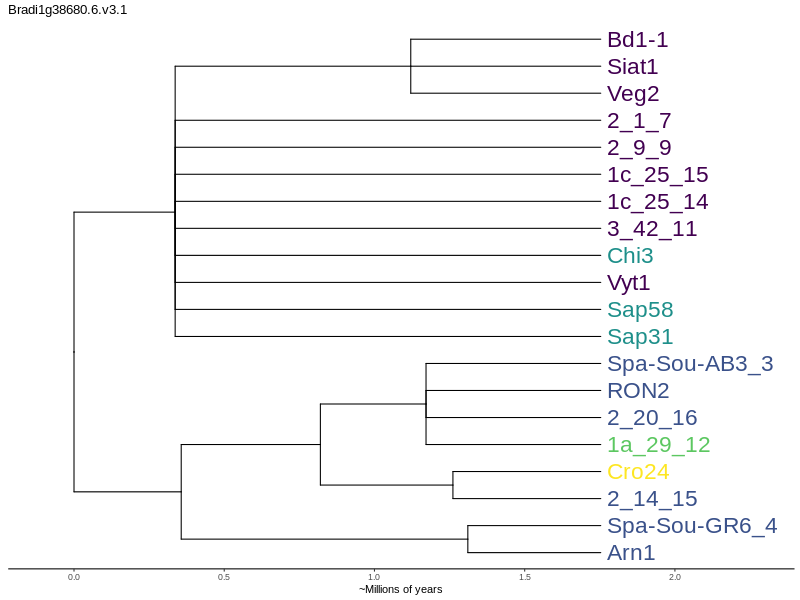 Bradi1g38680.6.v3.1
Bd1-1
Siat1
Veg2
2_1_7
2_9_9
1c_25_15
1c_25_14
3_42_11
Chi3
Vyt1
Sap58
Sap31
Spa-Sou-AB3_3
RON2
2_20_16
1a_29_12
Cro24
2_14_15
Spa-Sou-GR6_4
Arn1
0.0 0.5 1.0 1.5 2.0
~Millions of years